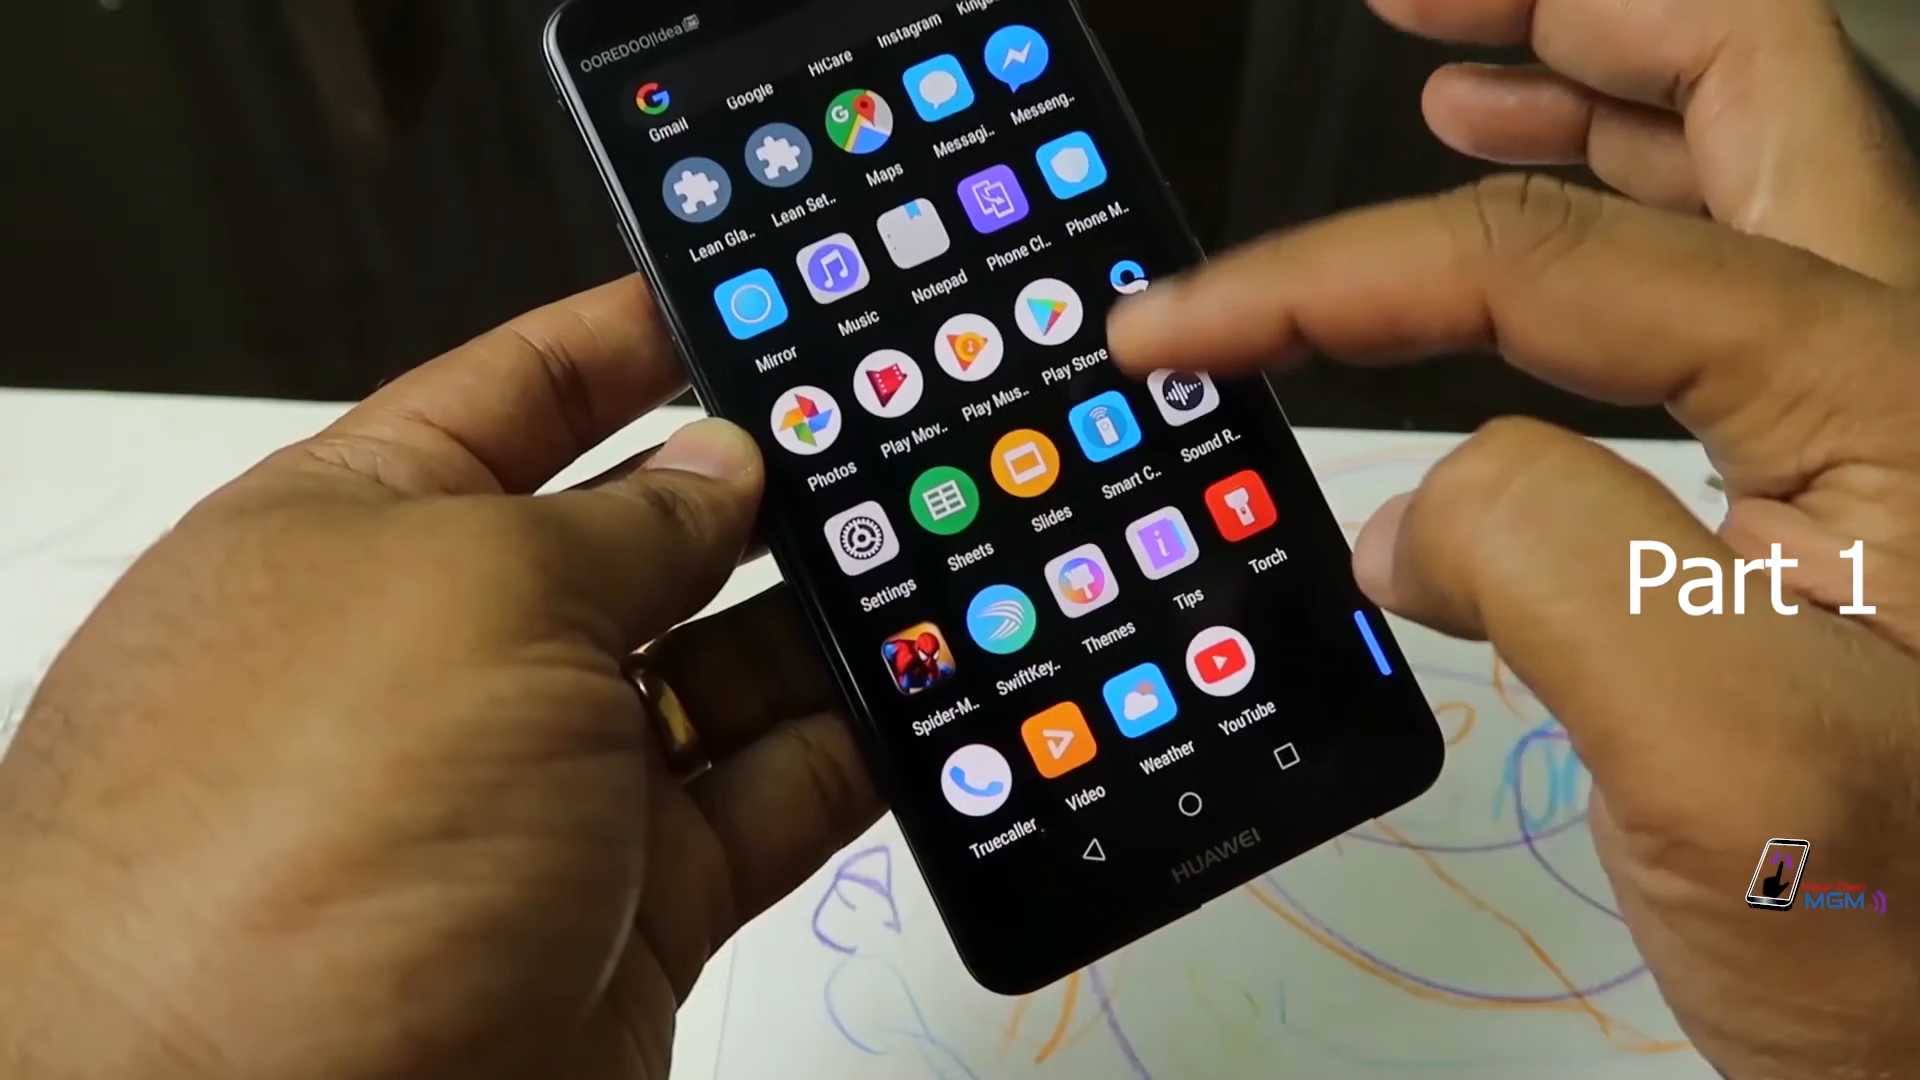 OOREDOO|Idea
Gmail
Google
HiCare
Instagram
Lean Gla..
Lean Set..
Maps
Messagi..
Messeng..
Mirror
Music
Notepad
Phone Cl..
Phone M..
Photos
Play Mov..
Play Mus..
Play Store
Settings
Sheets
Slides
Smart C..
Sound R..
Spider-M..
SwiftKey..
Themes
Tips
Torch
Truecaller
Video
Weather
YouTube
HUAWEI
Part 1
MGM